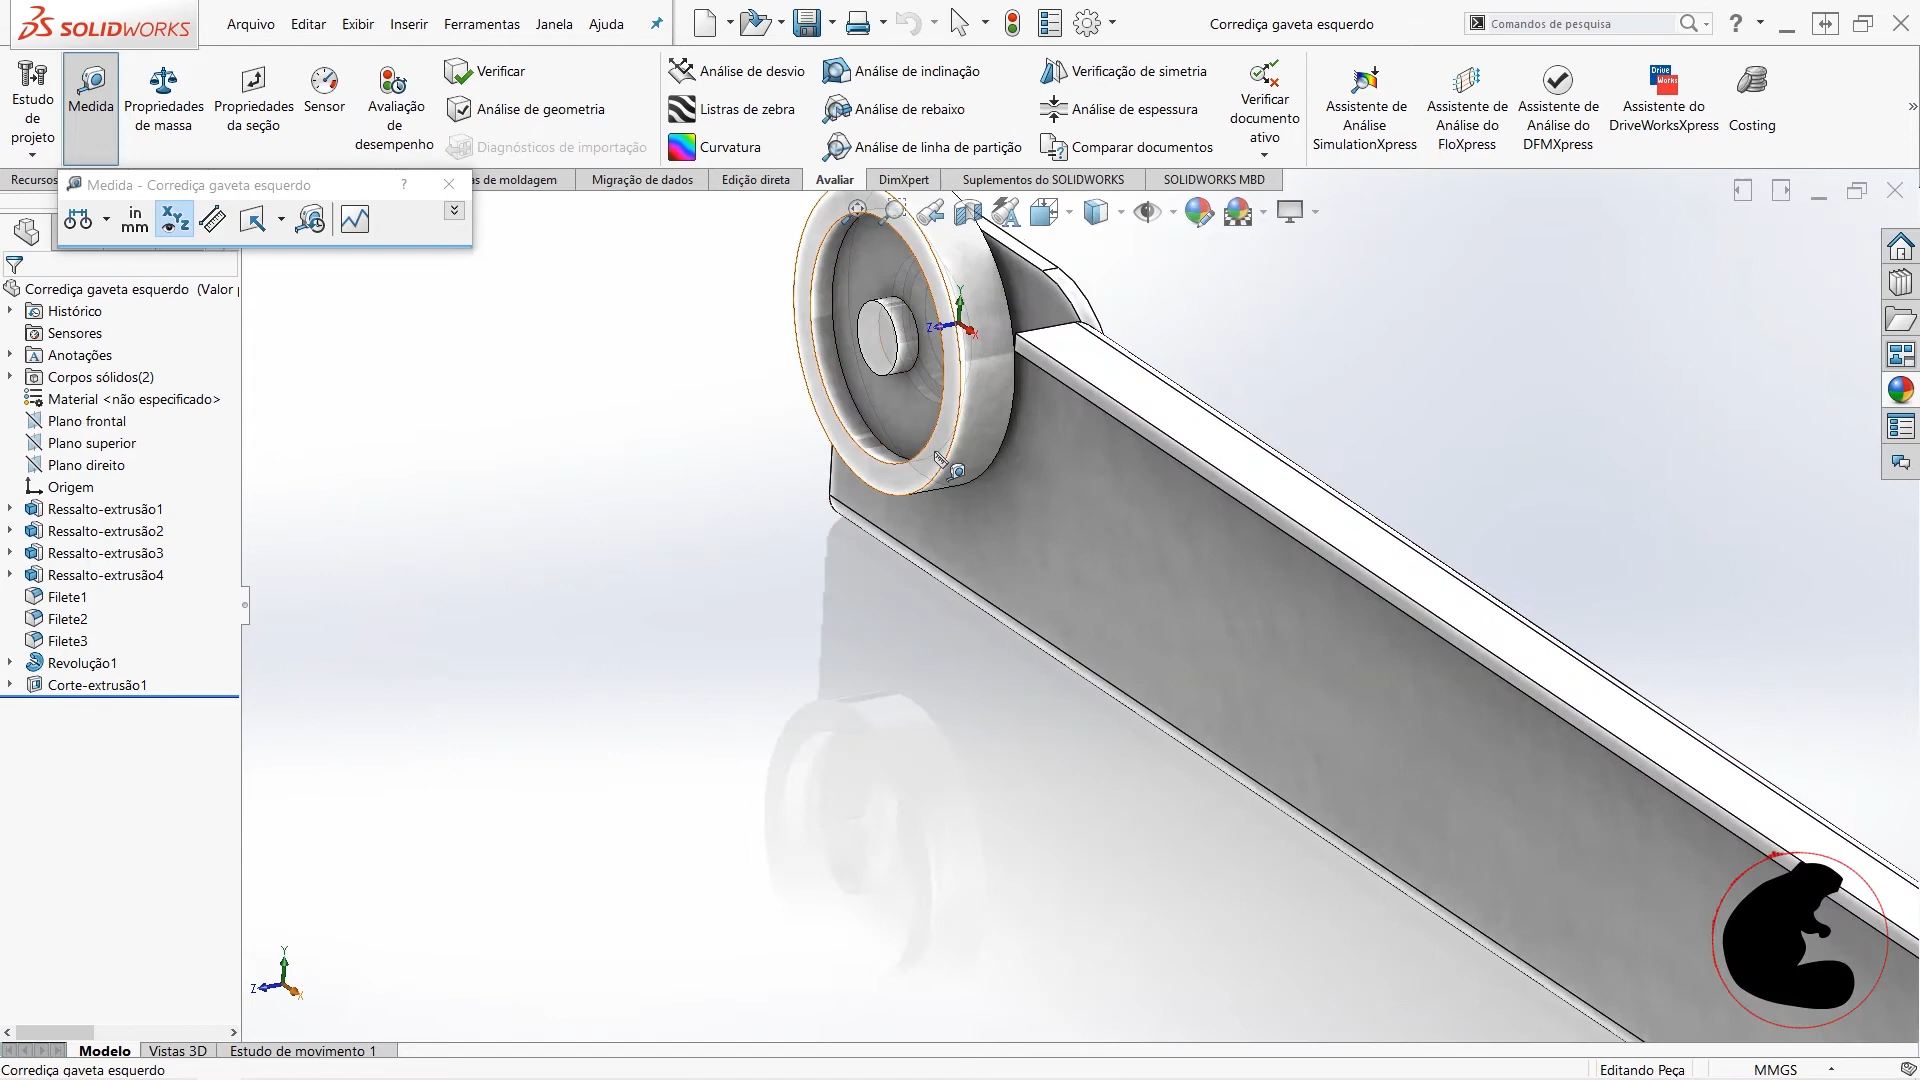 SOLIDWORKS
Arquivo Editar Exibir Inserir Ferramentas Janela Ajuda
Corrediça gaveta esquerdo
Comandos de pesquisa
?
Estudo de projeto
Medida
Propriedades de massa
Propriedades da seção
Sensor
Avaliação de desempenho
Verificar
Análise de geometria
Diagnósticos de importação
Análise de desvio
Listras de zebra
Curvatura
Análise de inclinação
Análise de rebaixo
Análise de linha de partição
Verificação de simetria
Análise de espessura
Comparar documentos
Verificar documento ativo
Assistente de Análise SimulationXpress
Assistente de Análise do FloXpress
Assistente de Análise do DFMXpress
Drive Works
Assistente do DriveWorksXpress
Costing
Recursos
as de moldagem
Migração de dados
Edição direta
Avaliar
DimXpert
Suplementos do SOLIDWORKS
SOLIDWORKS MBD
Medida - Corrediça gaveta esquerdo
?
in mm
XYZ
Corrediça gaveta esquerdo (Valor
Histórico
Sensores
Anotações
Corpos sólidos(2)
Material <não especificado>
Plano frontal
Plano superior
Plano direito
Origem
Ressalto-extrusão1
Ressalto-extrusão2
Ressalto-extrusão3
Ressalto-extrusão4
Filete1
Filete2
Filete3
Revolução1
Corte-extrusão1
Y
Z
X
Y
Z
X
Modelo
Vistas 3D
Estudo de movimento 1
Corrediça gaveta esquerdo
Editando Peça
MMGS